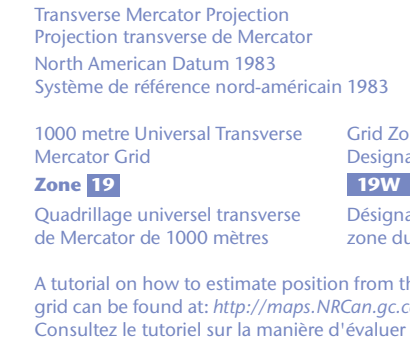 Transverse Mercator Projection
Projection transverse de Mercator
North American Datum 1983
Système de référence nord-américain 1983
1000 metre Universal Transverse
Mercator Grid
Zone 19
Quadrillage universel transverse
de Mercator de 1000 mètres
Grid
19W
A tutorial on how to estimate position from
grid can be found at: http://maps.NRCan.gc.c
Consultez le tutoriel sur la manière d'évaluer